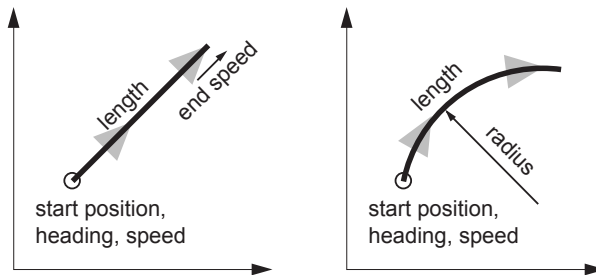 length
end speed
start position,
heading, speed
length
radius
start position,
heading, speed